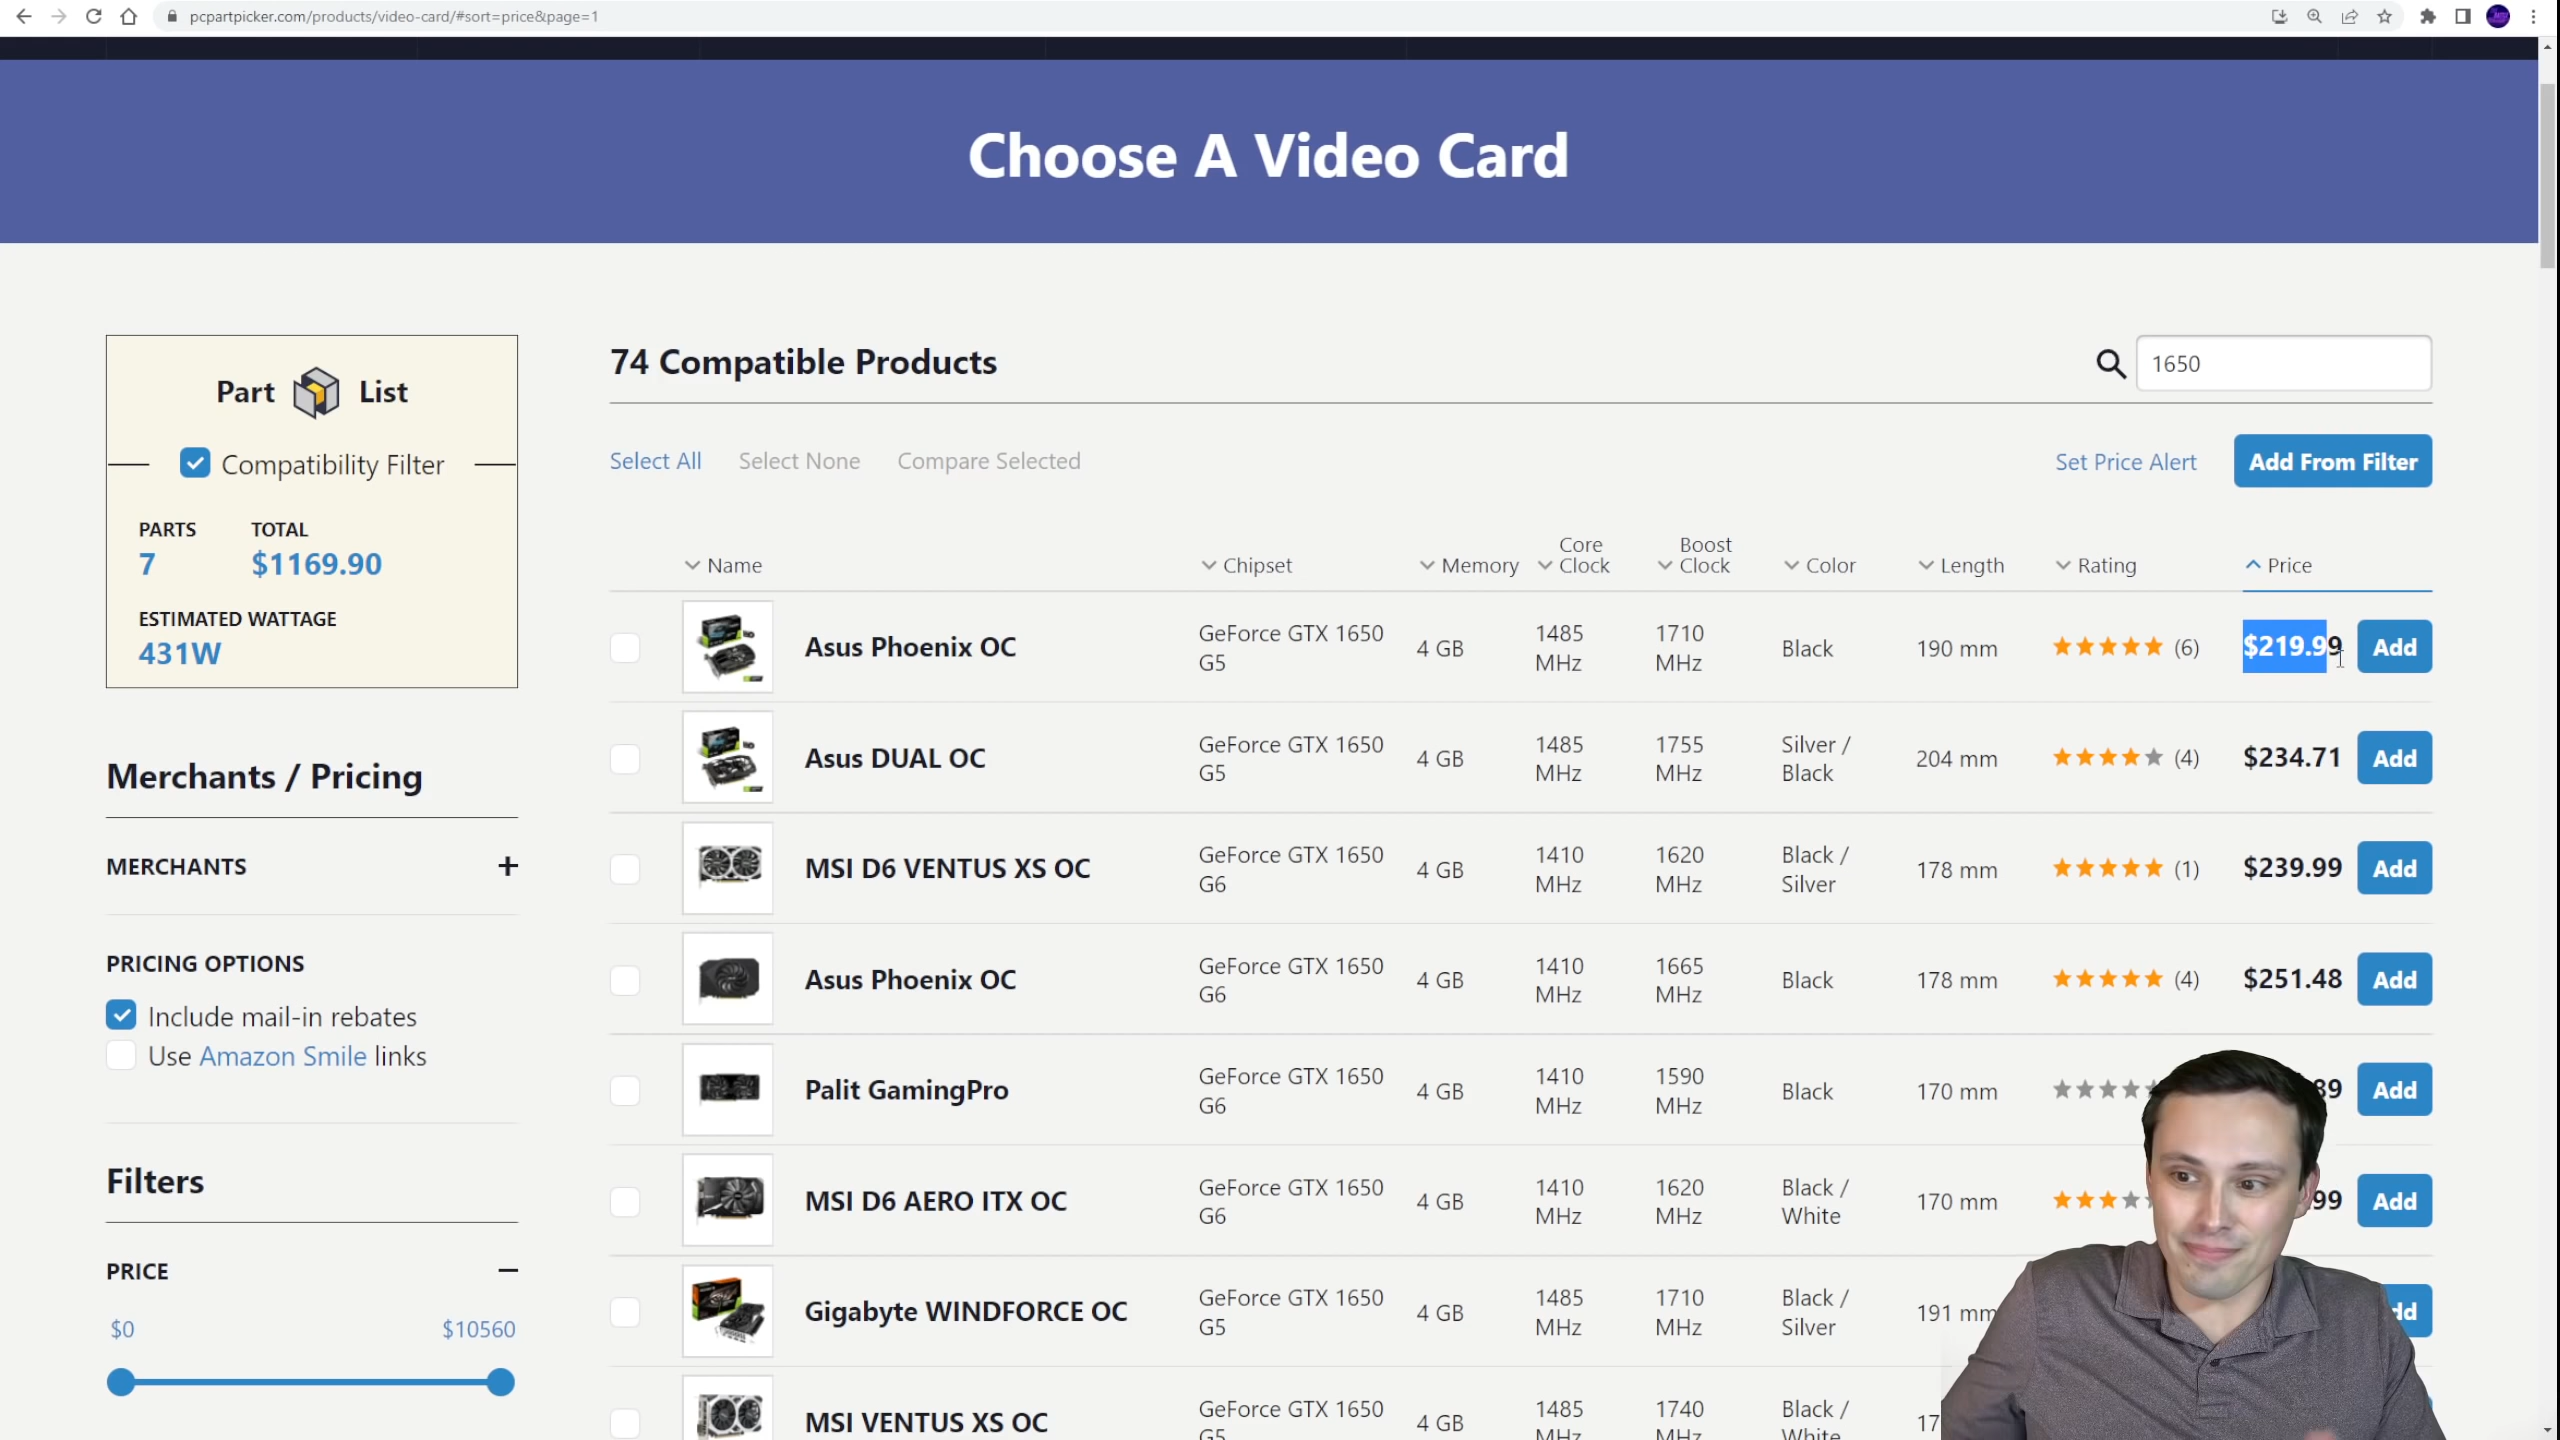 pcpartpicker.com/products/video-card/#sort=price&page=1
Choose A Video Card
Part List
Compatibility Filter
PARTS TOTAL
7 $1169.90
ESTIMATED WATTAGE
431W
Merchants / Pricing
MERCHANTS
PRICING OPTIONS
Include mail-in rebates
Use Amazon Smile links
Filters
PRICE
$0 $10560
74 Compatible Products
1650
Select All Select None Compare Selected Set Price Alert Add From Filter
Name Chipset Memory Core Clock Boost Clock Color Length Rating Price
Asus Phoenix OC GeForce GTX 1650 G5 4 GB 1485 MHz 1710 MHz Black 190 mm (6) $219.99 Add
Asus DUAL OC GeForce GTX 1650 G5 4 GB 1485 MHz 1755 MHz Silver / Black 204 mm (4) $234.71 Add
MSI D6 VENTUS XS OC GeForce GTX 1650 G6 4 GB 1410 MHz 1620 MHz Black / Silver 178 mm (1) $239.99 Add
Asus Phoenix OC GeForce GTX 1650 G6 4 GB 1410 MHz 1665 MHz Black 178 mm (4) $251.48 Add
Palit GamingPro GeForce GTX 1650 G6 4 GB 1410 MHz 1590 MHz Black 170 mm Add
MSI D6 AERO ITX OC GeForce GTX 1650 G6 4 GB 1410 MHz 1620 MHz Black / White 170 mm Add
Gigabyte WINDFORCE OC GeForce GTX 1650 G5 4 GB 1485 MHz 1710 MHz Black / Silver 191 mm
MSI VENTUS XS OC GeForce GTX 1650 G5 4 GB 1485 MHz 1740 MHz Black / White